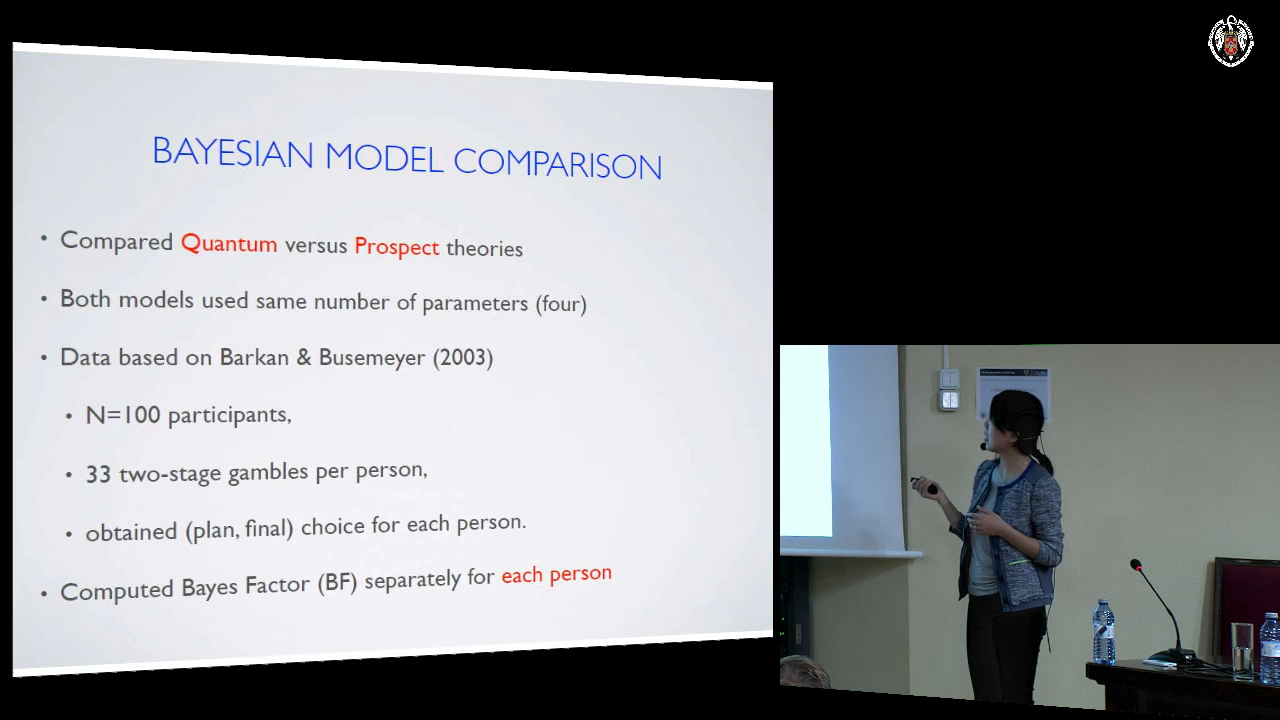 BAYESIAN MODEL COMPARISON
• Compared Quantum versus Prospect theories
• Both models used same number of parameters (four)
• Data based on Barkan & Busemeyer (2003)
• N=100 participants,
• 33 two-stage gambles per person,
• obtained (plan, final) choice for each person.
• Computed Bayes Factor (BF) separately for each person